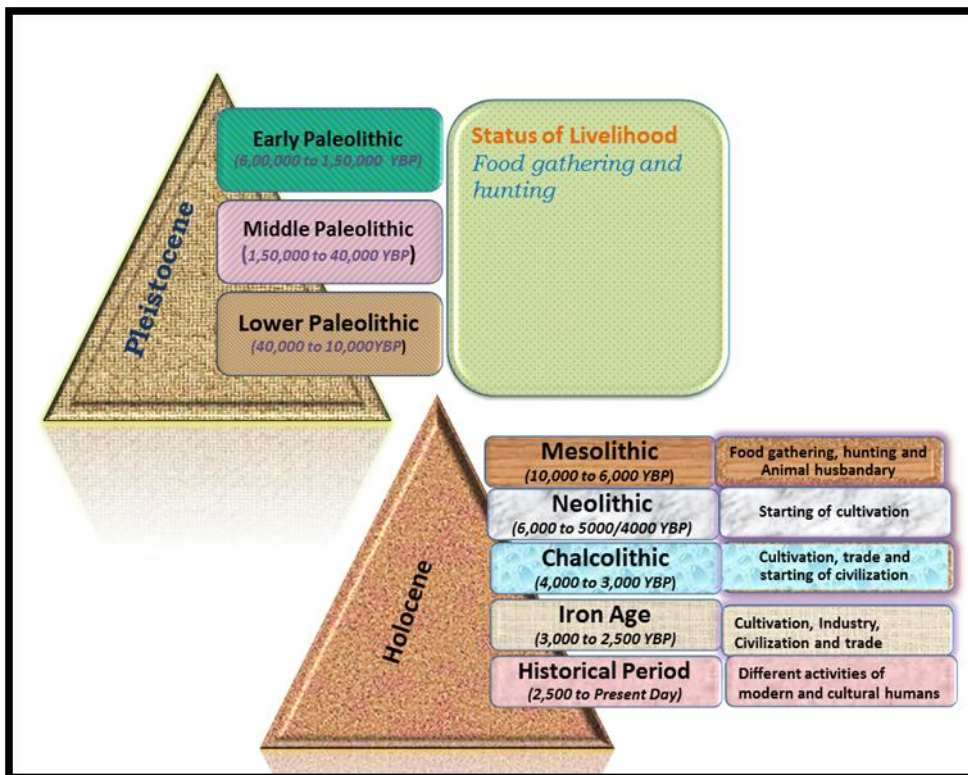 Pleistocene
Early Paleolithic
(6,00,000 to 1,50,000 YBP)
Middle Paleolithic
(1,50,000 to 40,000 YBP)
Lower Paleolithic
(40,000 to 10,000YBP)
Status of Livelihood
Food gathering and
hunting
Holocene
Mesolithic
(10,000 to 6,000 YBP)
Food gathering, hunting and
Animal husbandary
Neolithic
(6,000 to 5000/4000 YBP)
Starting of cultivation
Chalcolithic
(4,000 to 3,000 YBP)
Cultivation, trade and
starting of civilization
Iron Age
(3,000 to 2,500 YBP)
Cultivation, Industry,
Civilization and trade
Historical Period
(2,500 to Present Day)
Different activities of
modern and cultural humans